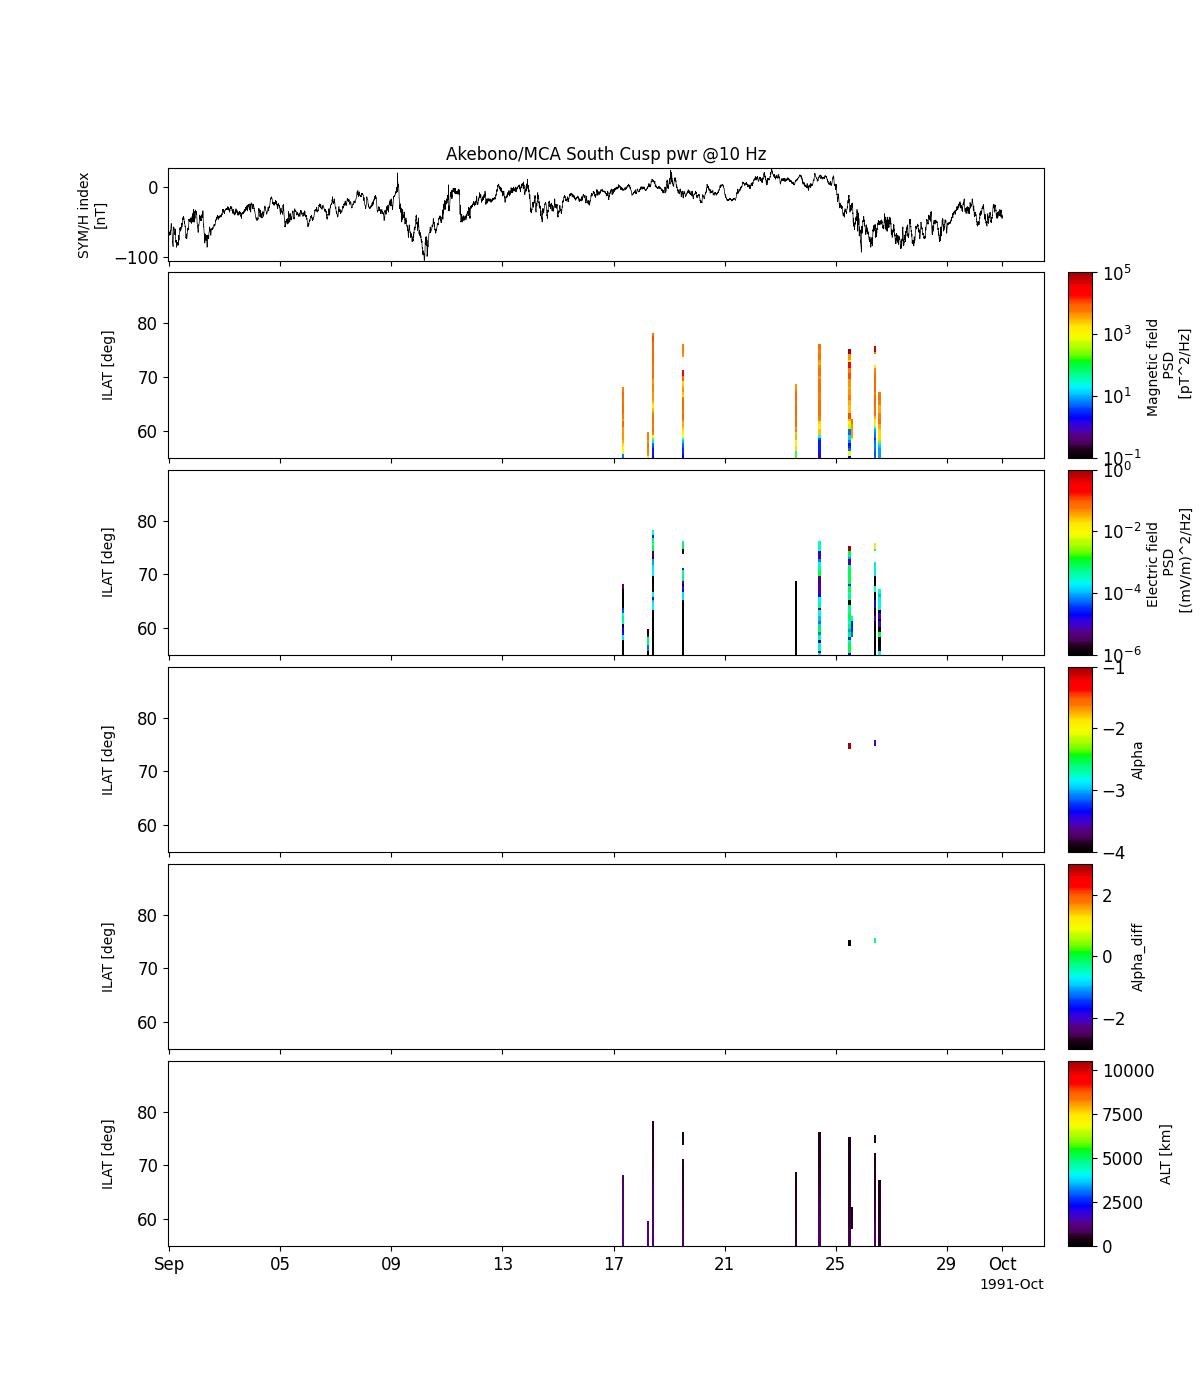 Akebono/MCA South Cusp pwr @10 Hz
SYM/H index
[nT]
0
−100
ILAT [deg]
80
70
60
10^5
10^3
10^1
10^−1
Magnetic field
PSD
[pT^2/Hz]
ILAT [deg]
80
70
60
10^0
10^−2
10^−4
10^−6
Electric field
PSD
[(mV/m)^2/Hz]
ILAT [deg]
80
70
60
−1
−2
−3
−4
Alpha
ILAT [deg]
80
70
60
2
0
−2
Alpha_diff
ILAT [deg]
80
70
60
10000
7500
5000
2500
0
ALT [km]
Sep 05 09 13 17 21 25 29 Oct
1991-Oct